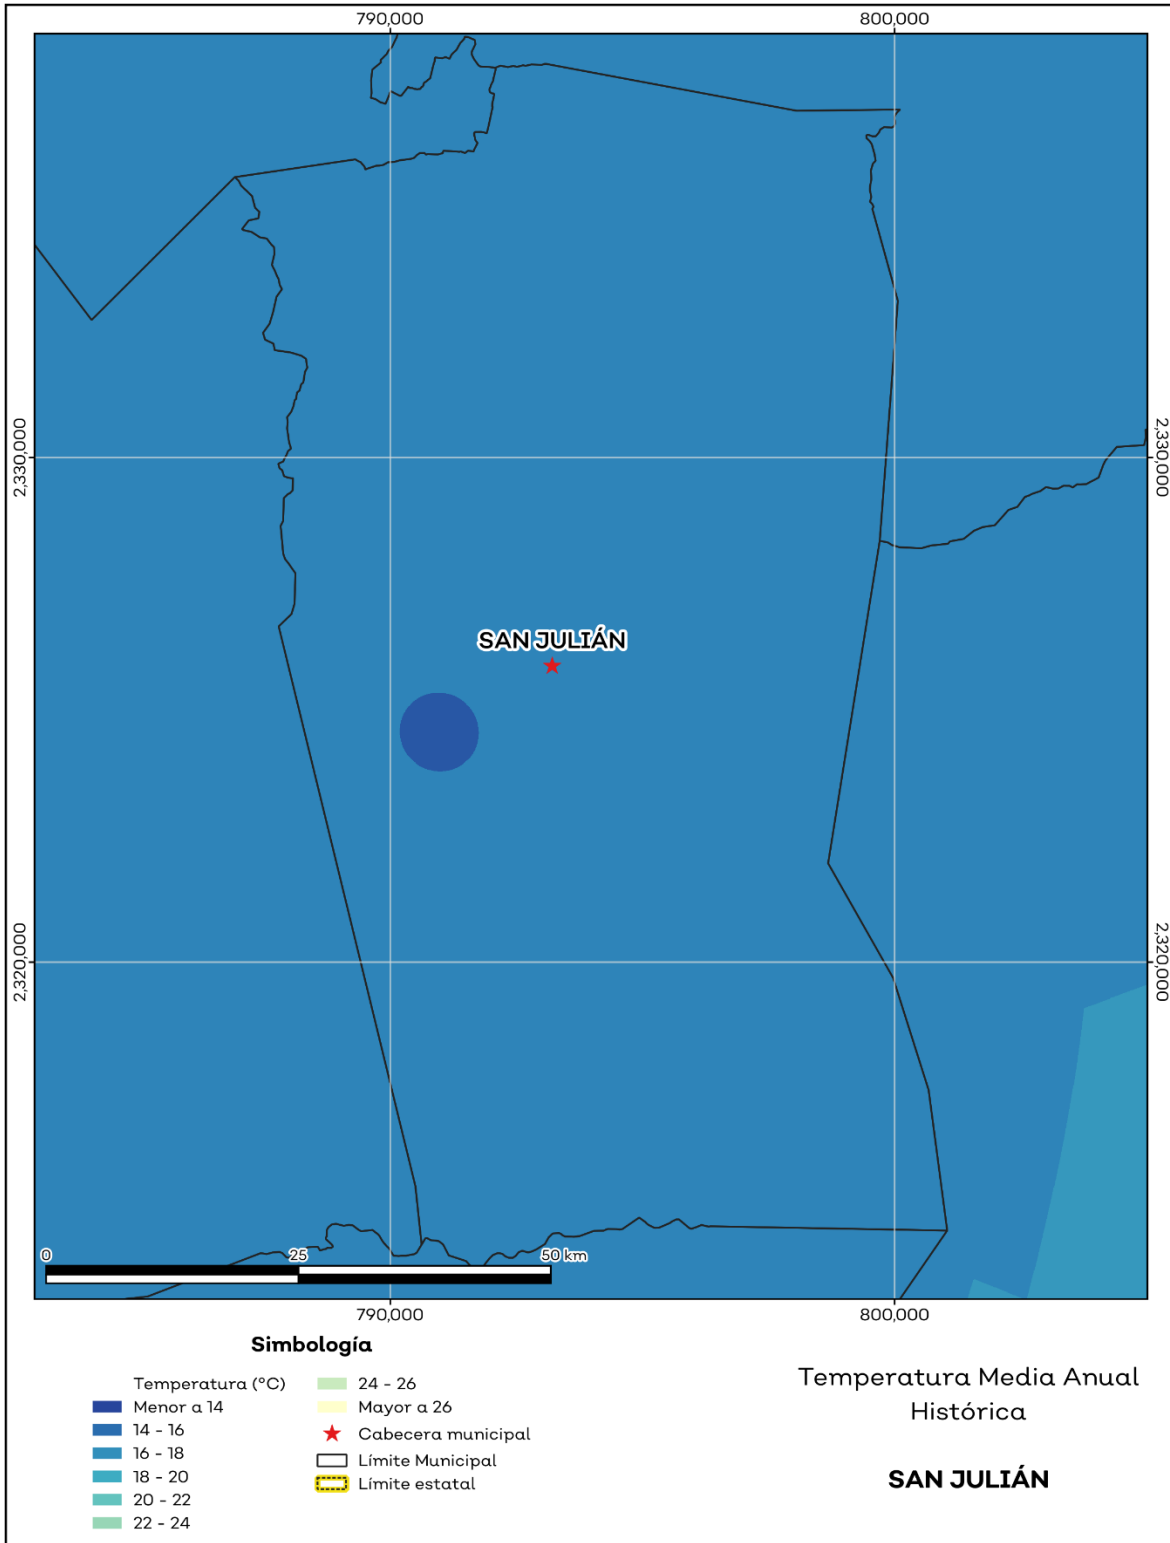 790,000
800,000
2,330,000
2,330,000
SAN JULIÁN
2,320,000
2,320,000
0
25
50 km
790,000
800,000
Simbología
Temperatura (°C)
Menor a 14
14 - 16
16 - 18
18 - 20
20 - 22
22 - 24
24 - 26
Mayor a 26
Cabecera municipal
Límite Municipal
Límite estatal
Temperatura Media Anual
Histórica
SAN JULIÁN